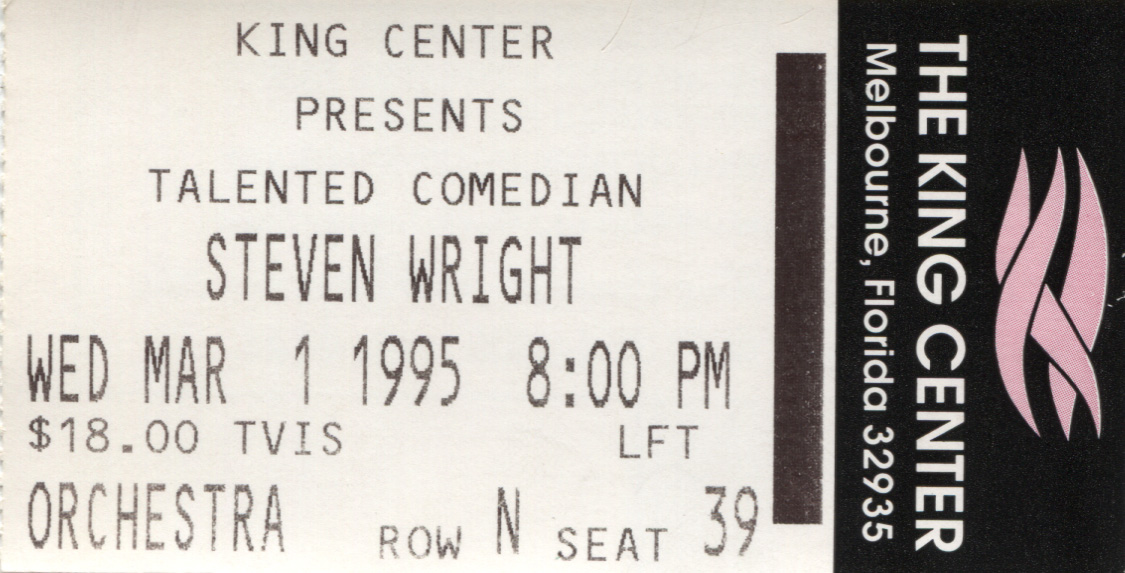 KING CENTER
PRESENTS
TALENTED COMEDIAN
STEVEN WRIGHT
WED MAR 1 1995 8:00 PM
$18.00 TVIS LFT
ORCHESTRA ROW N SEAT 39
THE KING CENTER
Melbourne, Florida 32935